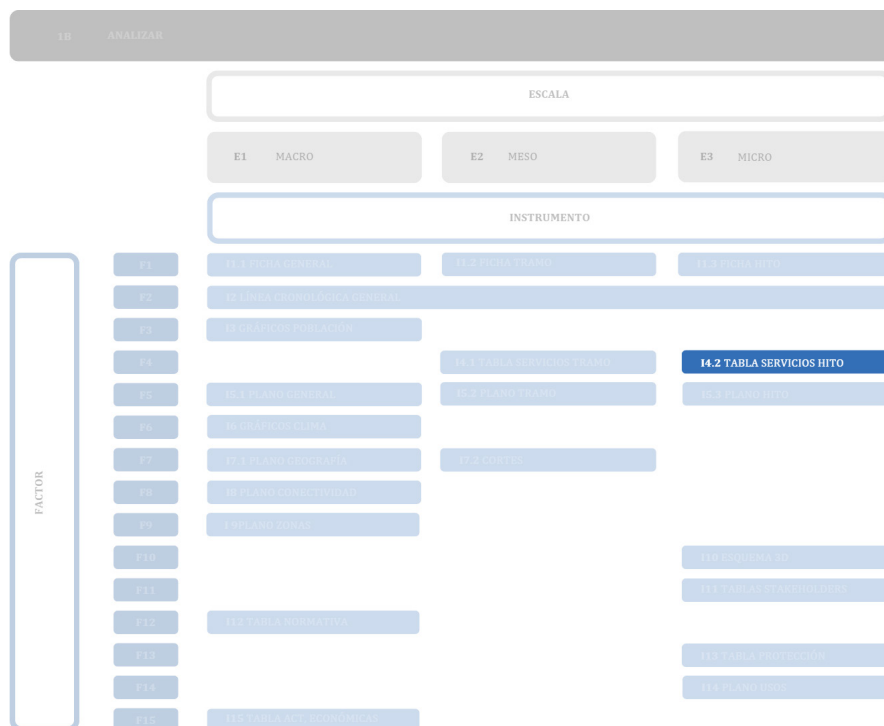 1B ANALIZAR
ESCALA
E1 MACRO E2 MESO E3 MICRO
INSTRUMENTO
F1 I1.1 FICHA GENERAL I1.2 FICHA TRAMO I1.3 FICHA HITO
F2 I2 LÍNEA CRONOLÓGICA GENERAL
F3 I3 GRÁFICOS POBLACIÓN
F4 I4.1 TABLA SERVICIOS TRAMO I4.2 TABLA SERVICIOS HITO
F5 I5.1 PLANO GENERAL I5.2 PLANO TRAMO I5.3 PLANO HITO
F6 I6 GRÁFICOS CLIMA
F7 I7.1 PLANO GEOGRAFÍA I7.2 CORTES
FACTOR
F8 I8 PLANO CONECTIVIDAD
F9 I 9PLANO ZONAS
F10 I10 ESQUEMA 3D
F11 I11 TABLAS STAKEHOLDERS
F12 I12 TABLA NORMATIVA
F13 I13 TABLA PROTECCIÓN
F14 I14 PLANO USOS
F15 I15 TABLA ACT. ECONÓMICAS